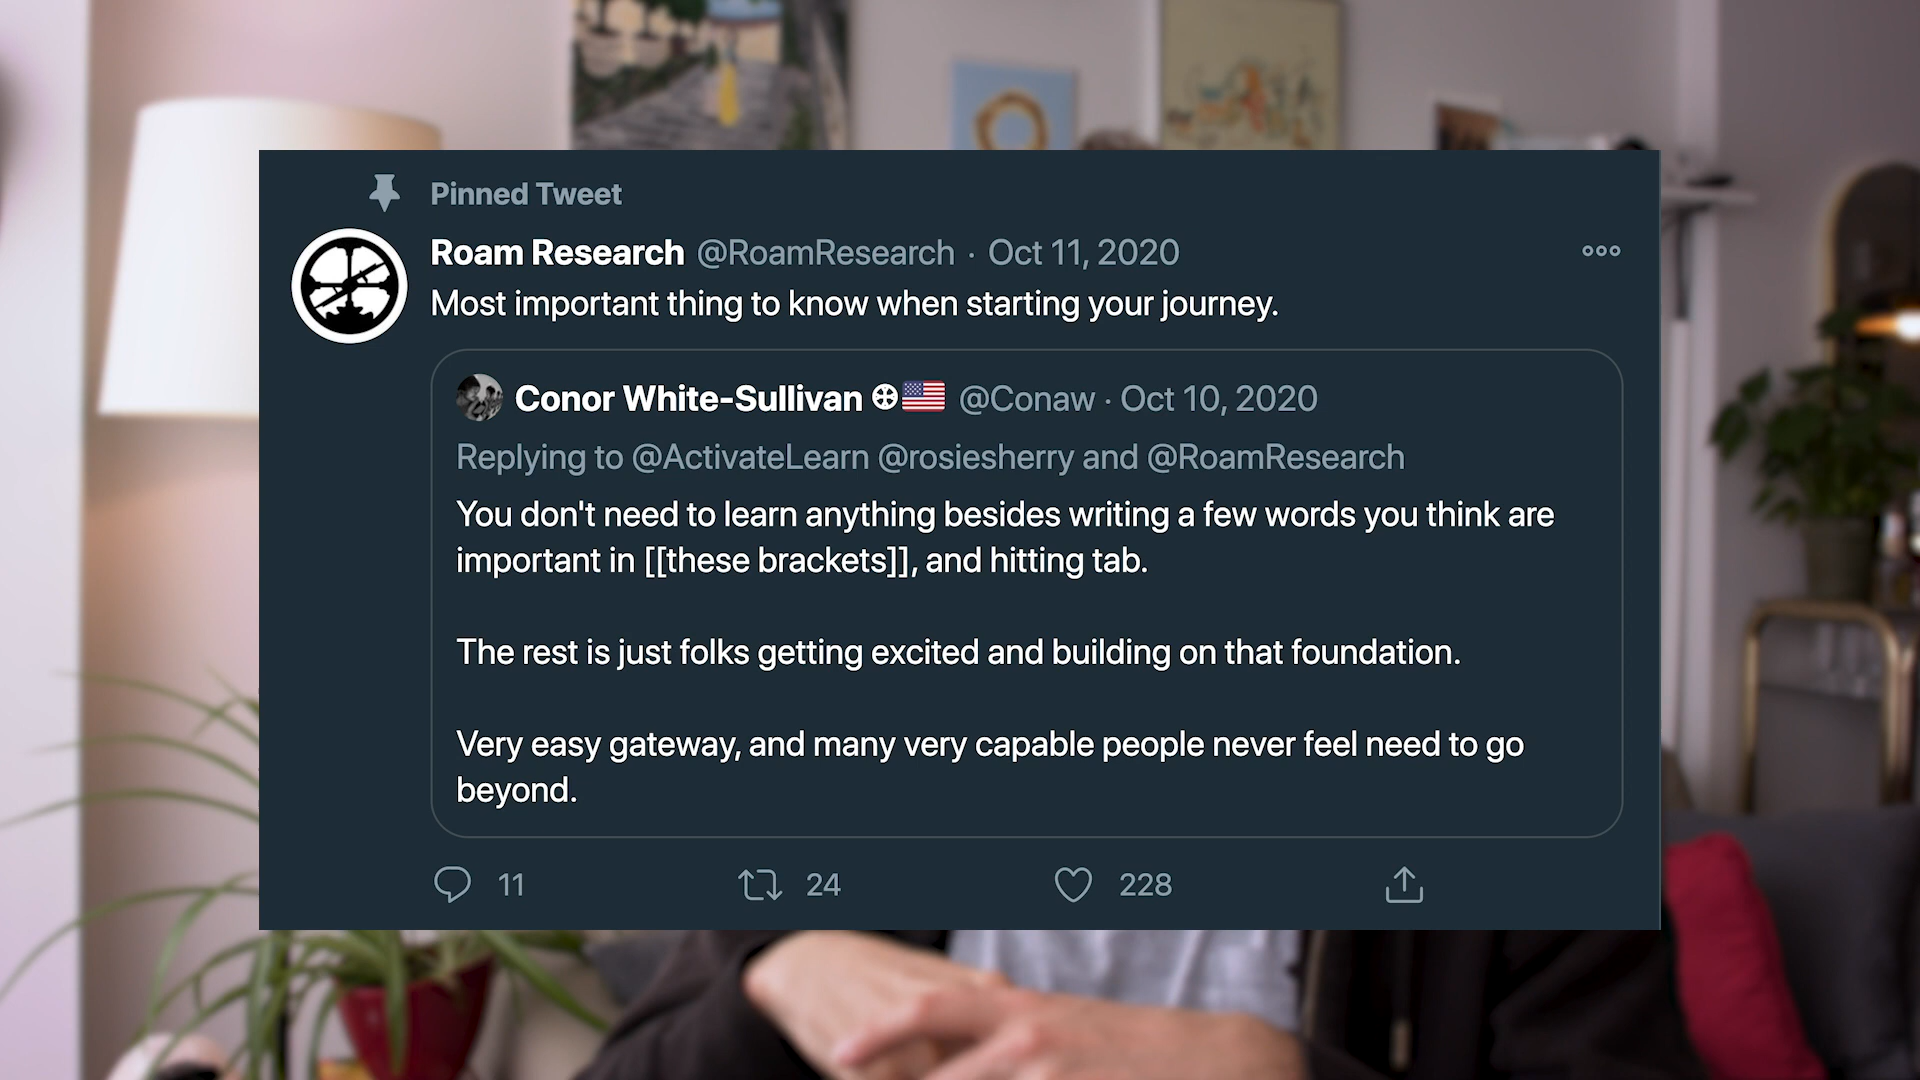 Pinned Tweet
Roam Research @RoamResearch · Oct 11, 2020
Most important thing to know when starting your journey.
Conor White-Sullivan @Conaw · Oct 10, 2020
Replying to @ActivateLearn @rosiesherry and @RoamResearch
You don't need to learn anything besides writing a few words you think are
important in [[these brackets]], and hitting tab.
The rest is just folks getting excited and building on that foundation.
Very easy gateway, and many very capable people never feel need to go
beyond.
11 24 228